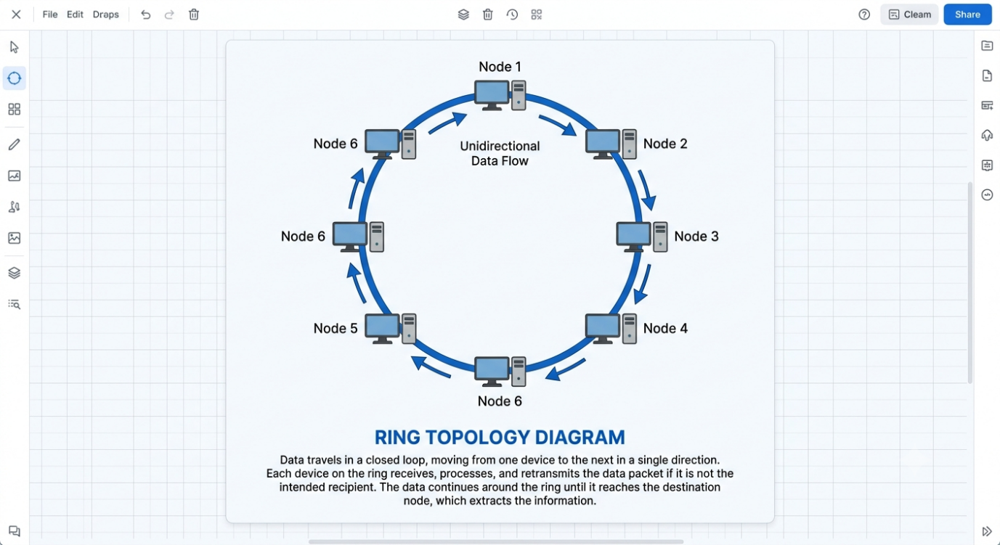 File Edit Draps
Cleam
Share
Node 1
Node 6
Unidirectional
Data Flow
Node 2
Node 6
Node 3
Node 5
Node 4
Node 6
RING TOPOLOGY DIAGRAM
Data travels in a closed loop, moving from one device to the next in a single direction.
Each device on the ring receives, processes, and retransmits the data packet if it is not the
intended recipient. The data continues around the ring until it reaches the destination
node, which extracts the information.